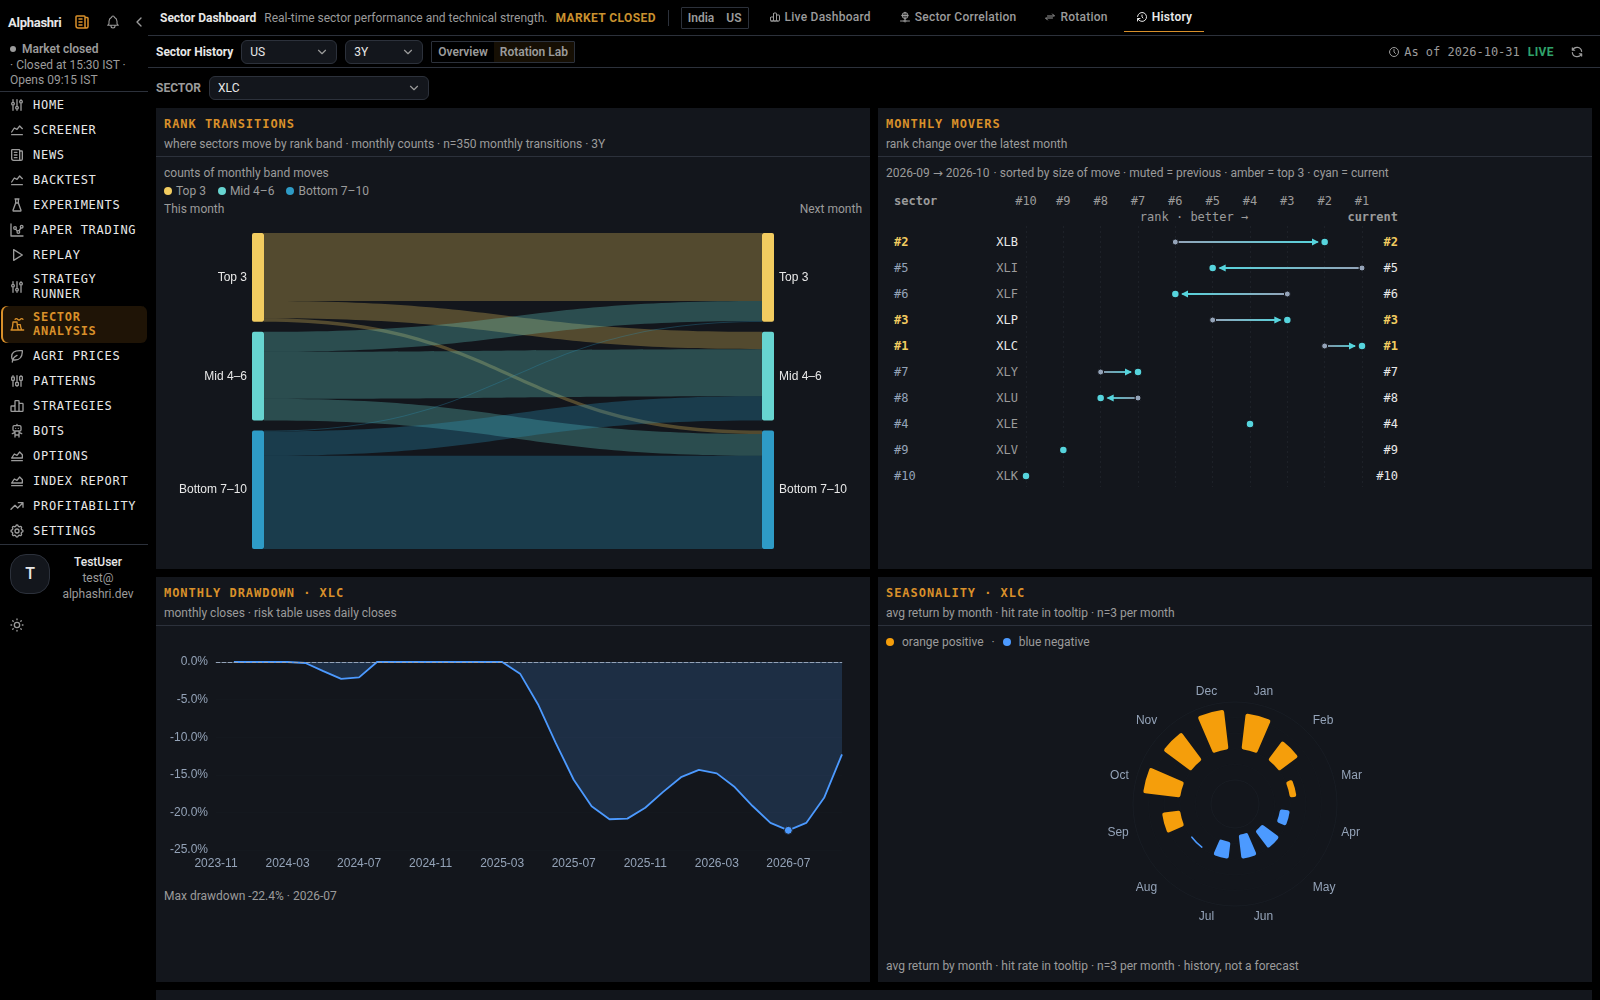 Alphashri
Market closed
· Closed at 15:30 IST ·
Opens 09:15 IST
HOME
SCREENER
NEWS
BACKTEST
EXPERIMENTS
PAPER TRADING
REPLAY
STRATEGY
RUNNER
SECTOR
ANALYSIS
AGRI PRICES
PATTERNS
STRATEGIES
BOTS
OPTIONS
INDEX REPORT
PROFITABILITY
SETTINGS
T
TestUser
test@
alphashri.dev
Sector Dashboard Real-time sector performance and technical strength. MARKET CLOSED India US Live Dashboard Sector Correlation Rotation History
Sector History US 3Y Overview Rotation Lab As of 2026-10-31 LIVE
SECTOR XLC
RANK TRANSITIONS
where sectors move by rank band · monthly counts · n=350 monthly transitions · 3Y
counts of monthly band moves
Top 3 Mid 4–6 Bottom 7–10
This month Next month
Top 3 Top 3
Mid 4–6 Mid 4–6
Bottom 7–10 Bottom 7–10
MONTHLY MOVERS
rank change over the latest month
2026-09 → 2026-10 · sorted by size of move · muted = previous · amber = top 3 · cyan = current
sector #10 #9 #8 #7 #6 #5 #4 #3 #2 #1
rank · better → current
#2 XLB #2
#5 XLI #5
#6 XLF #6
#3 XLP #3
#1 XLC #1
#7 XLY #7
#8 XLU #8
#4 XLE #4
#9 XLV #9
#10 XLK #10
MONTHLY DRAWDOWN · XLC
monthly closes · risk table uses daily closes
0.0%
-5.0%
-10.0%
-15.0%
-20.0%
-25.0%
2023-11 2024-03 2024-07 2024-11 2025-03 2025-07 2025-11 2026-03 2026-07
Max drawdown -22.4% · 2026-07
SEASONALITY · XLC
avg return by month · hit rate in tooltip · n=3 per month
orange positive · blue negative
Dec Jan
Nov Feb
Oct Mar
Sep Apr
Aug May
Jul Jun
avg return by month · hit rate in tooltip · n=3 per month · history, not a forecast